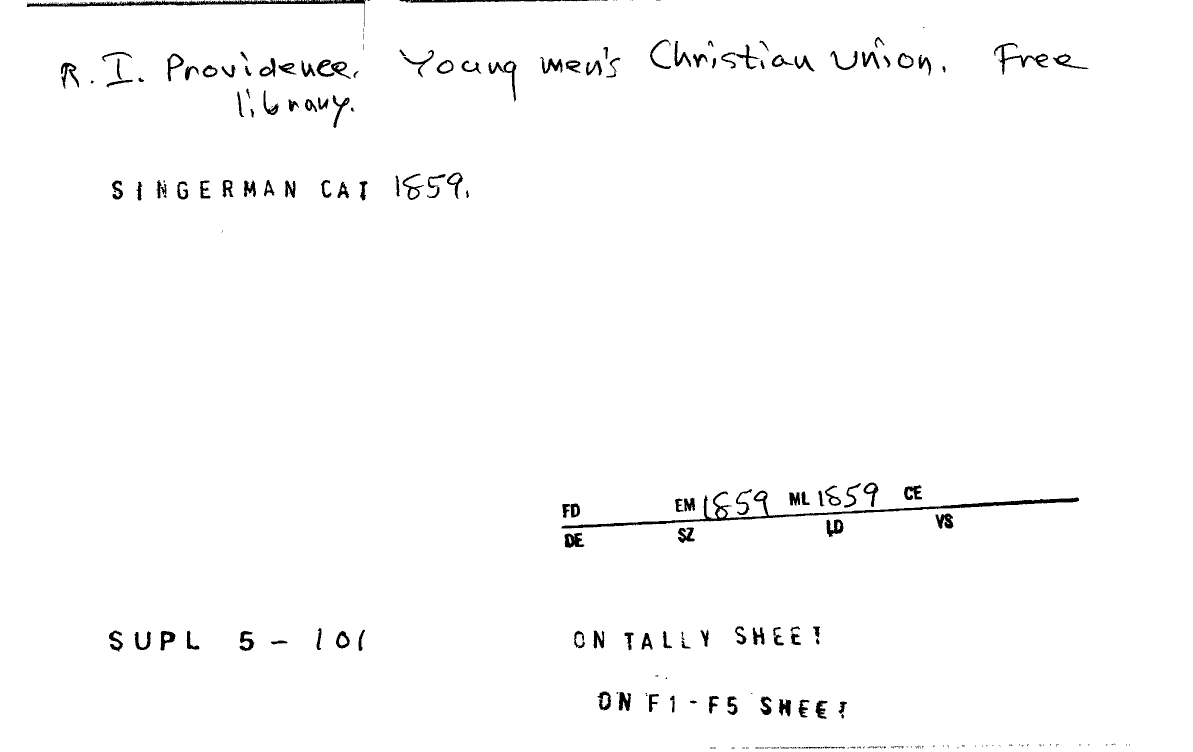 R. I. Providence. Young men's Christian Union. Free
library.
SINGERMAN CAT 1859.
FD EM 1859 ML 1859 CE
DE SZ LD VS
SUPL 5 - 101 ON TALLY SHEET
ON F1 - F5 SHEET